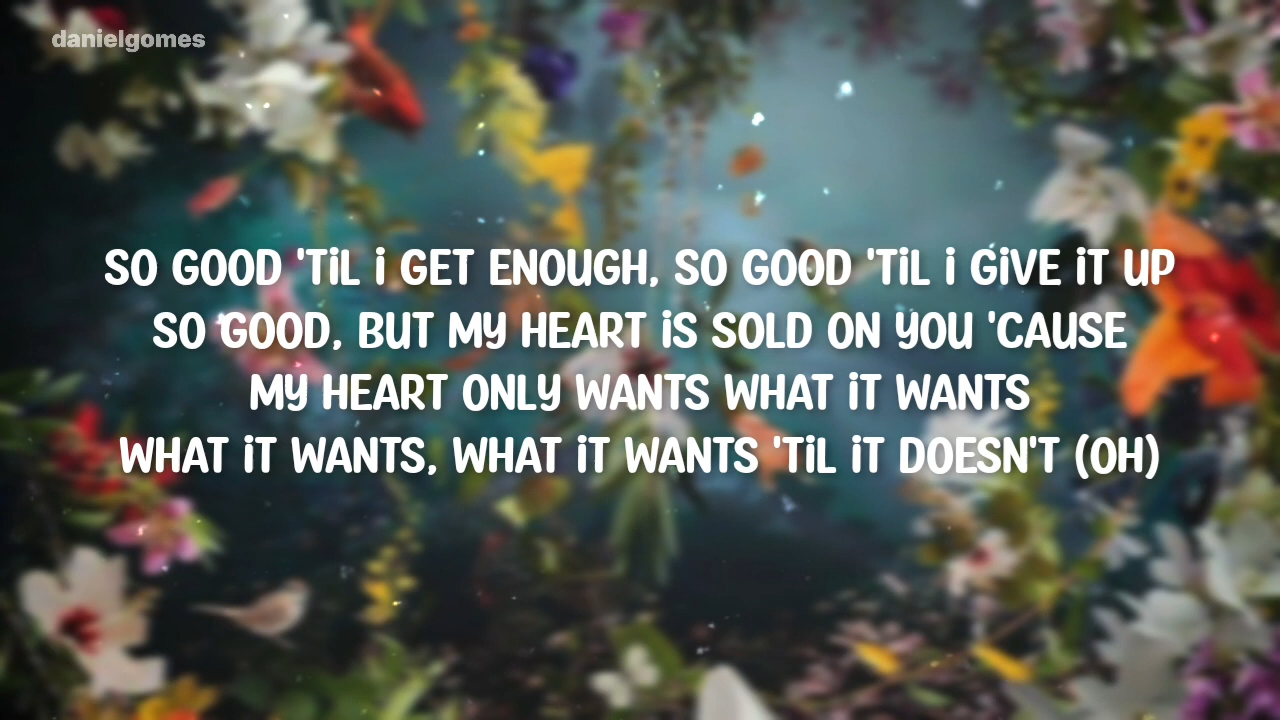 danielgomes
SO GOOD 'TiL i GET ENOUGH, SO GOOD 'TiL i GiVE iT UP
SO GOOD, BUT MY HEART iS SOLD ON YOU 'CAUSE
MY HEART ONLY WANTS WHAT iT WANTS
WHAT iT WANTS, WHAT iT WANTS 'TiL iT DOESN'T (OH)